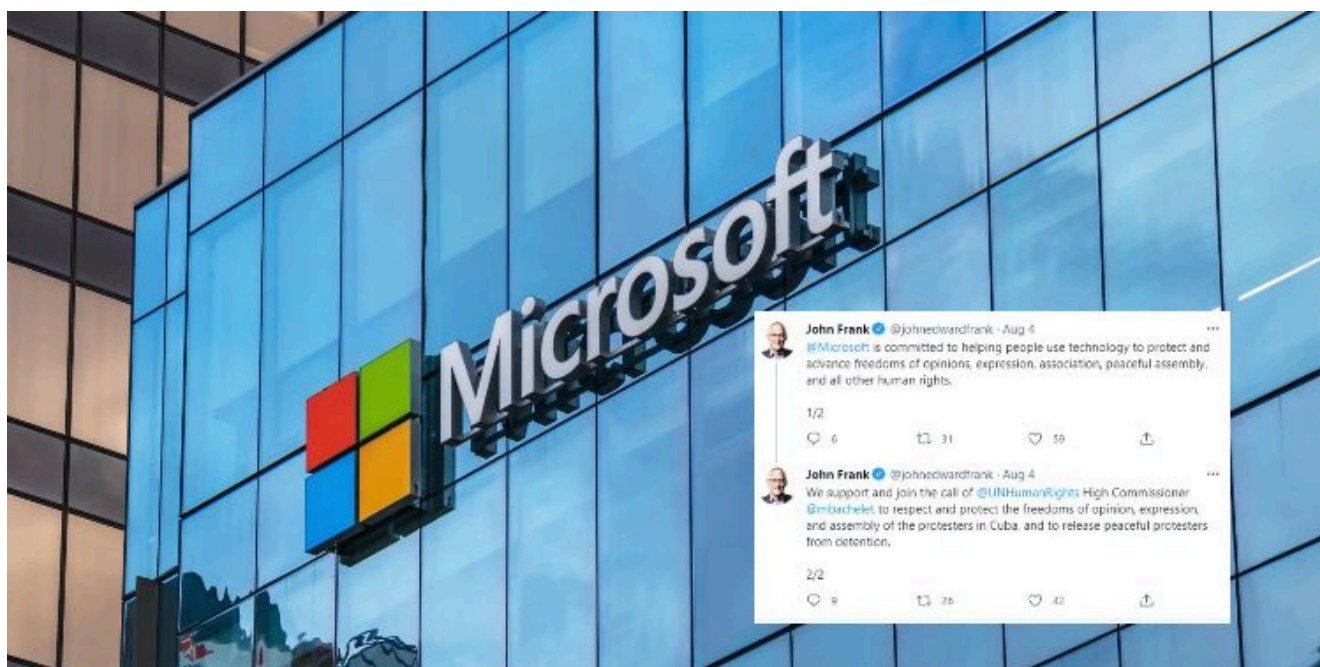 Microsoft
John Frank @johnedwardfrank · Aug 4
@Microsoft is committed to helping people use technology to protect and
advance freedoms of opinions, expression, association, peaceful assembly,
and all other human rights.
1/2
6 31 59
John Frank @johnedwardfrank · Aug 4
We support and join the call of @UNHumanRights High Commissioner
@mbachelet to respect and protect the freedoms of opinion, expression,
and assembly of the protesters in Cuba, and to release peaceful protesters
from detention.
2/2
9 26 42